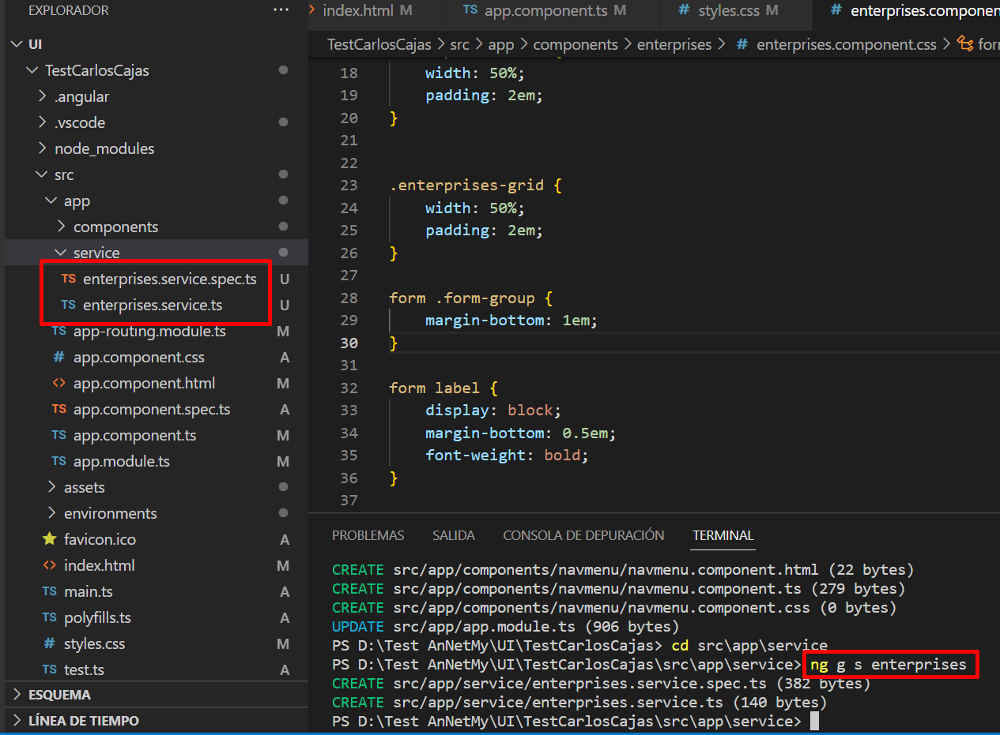 EXPLORADOR ···
UI
TestCarlosCajas
.angular
.vscode
node_modules
src
app
components
service
TS enterprises.service.spec.ts U
TS enterprises.service.ts U
TS app-routing.module.ts M
# app.component.css A
<> app.component.html M
TS app.component.spec.ts A
TS app.component.ts M
TS app.module.ts M
assets
environments
favicon.ico A
<> index.html M
TS main.ts A
TS polyfills.ts A
# styles.css M
TS test.ts A
ESQUEMA
LÍNEA DE TIEMPO
> index.html M TS app.component.ts M # styles.css M # enterprises.componen
TestCarlosCajas > src > app > components > enterprises > # enterprises.component.css > for
18 width: 50%;
19 padding: 2em;
20 }
21
22
23 .enterprises-grid {
24 width: 50%;
25 padding: 2em;
26 }
27
28 form .form-group {
29 margin-bottom: 1em;
30 }
31
32 form label {
33 display: block;
34 margin-bottom: 0.5em;
35 font-weight: bold;
36 }
37
PROBLEMAS SALIDA CONSOLA DE DEPURACIÓN TERMINAL
CREATE src/app/components/navmenu/navmenu.component.html (22 bytes)
CREATE src/app/components/navmenu/navmenu.component.ts (279 bytes)
CREATE src/app/components/navmenu/navmenu.component.css (0 bytes)
UPDATE src/app/app.module.ts (906 bytes)
PS D:\Test AnNetMy\UI\TestCarlosCajas> cd src\app\service
PS D:\Test AnNetMy\UI\TestCarlosCajas\src\app\service> ng g s enterprises
CREATE src/app/service/enterprises.service.spec.ts (382 bytes)
CREATE src/app/service/enterprises.service.ts (140 bytes)
PS D:\Test AnNetMy\UI\TestCarlosCajas\src\app\service>